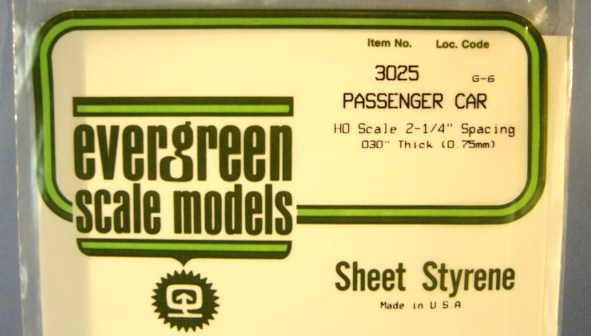 Item No. Loc. Code
3025 G-6
PASSENGER CAR
HO Scale 2-1/4" Spacing
030" Thick (0.75mm)
evergreen
scale models
Sheet Styrene
Made in U S A